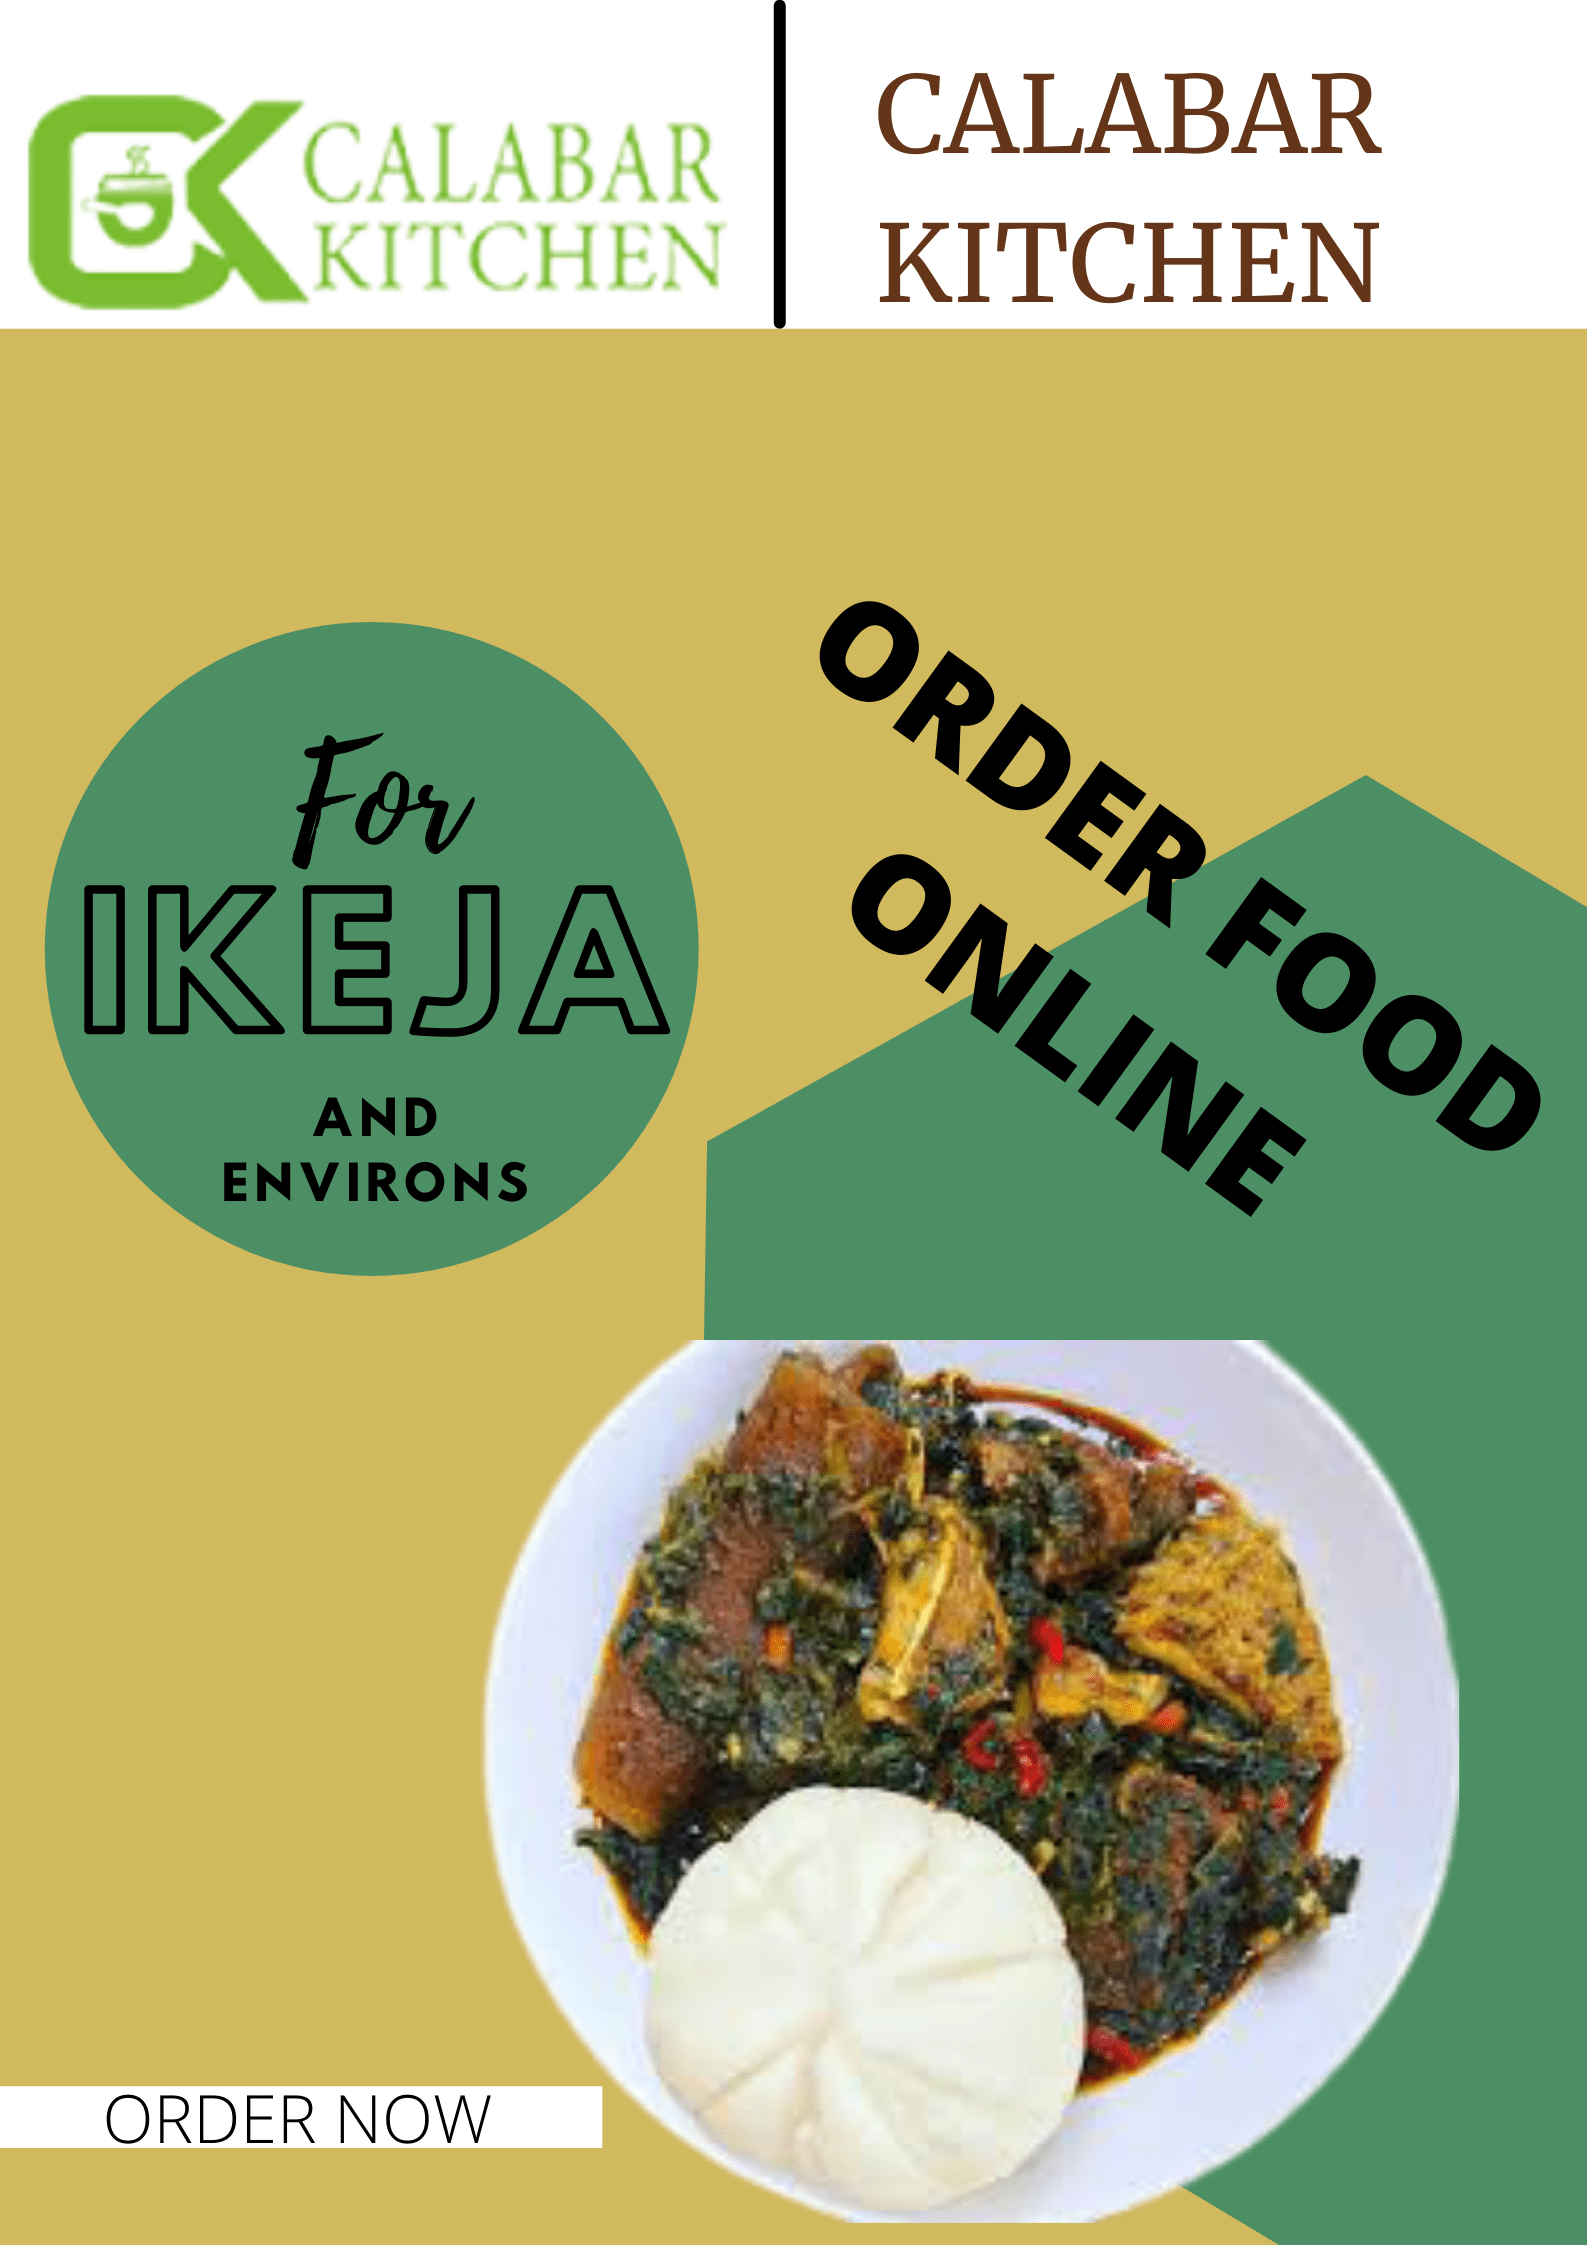 CALABAR
KITCHEN
CALABAR
KITCHEN
ORDER FOOD
ONLINE
For
IKEJA
AND
ENVIRONS
ORDER NOW